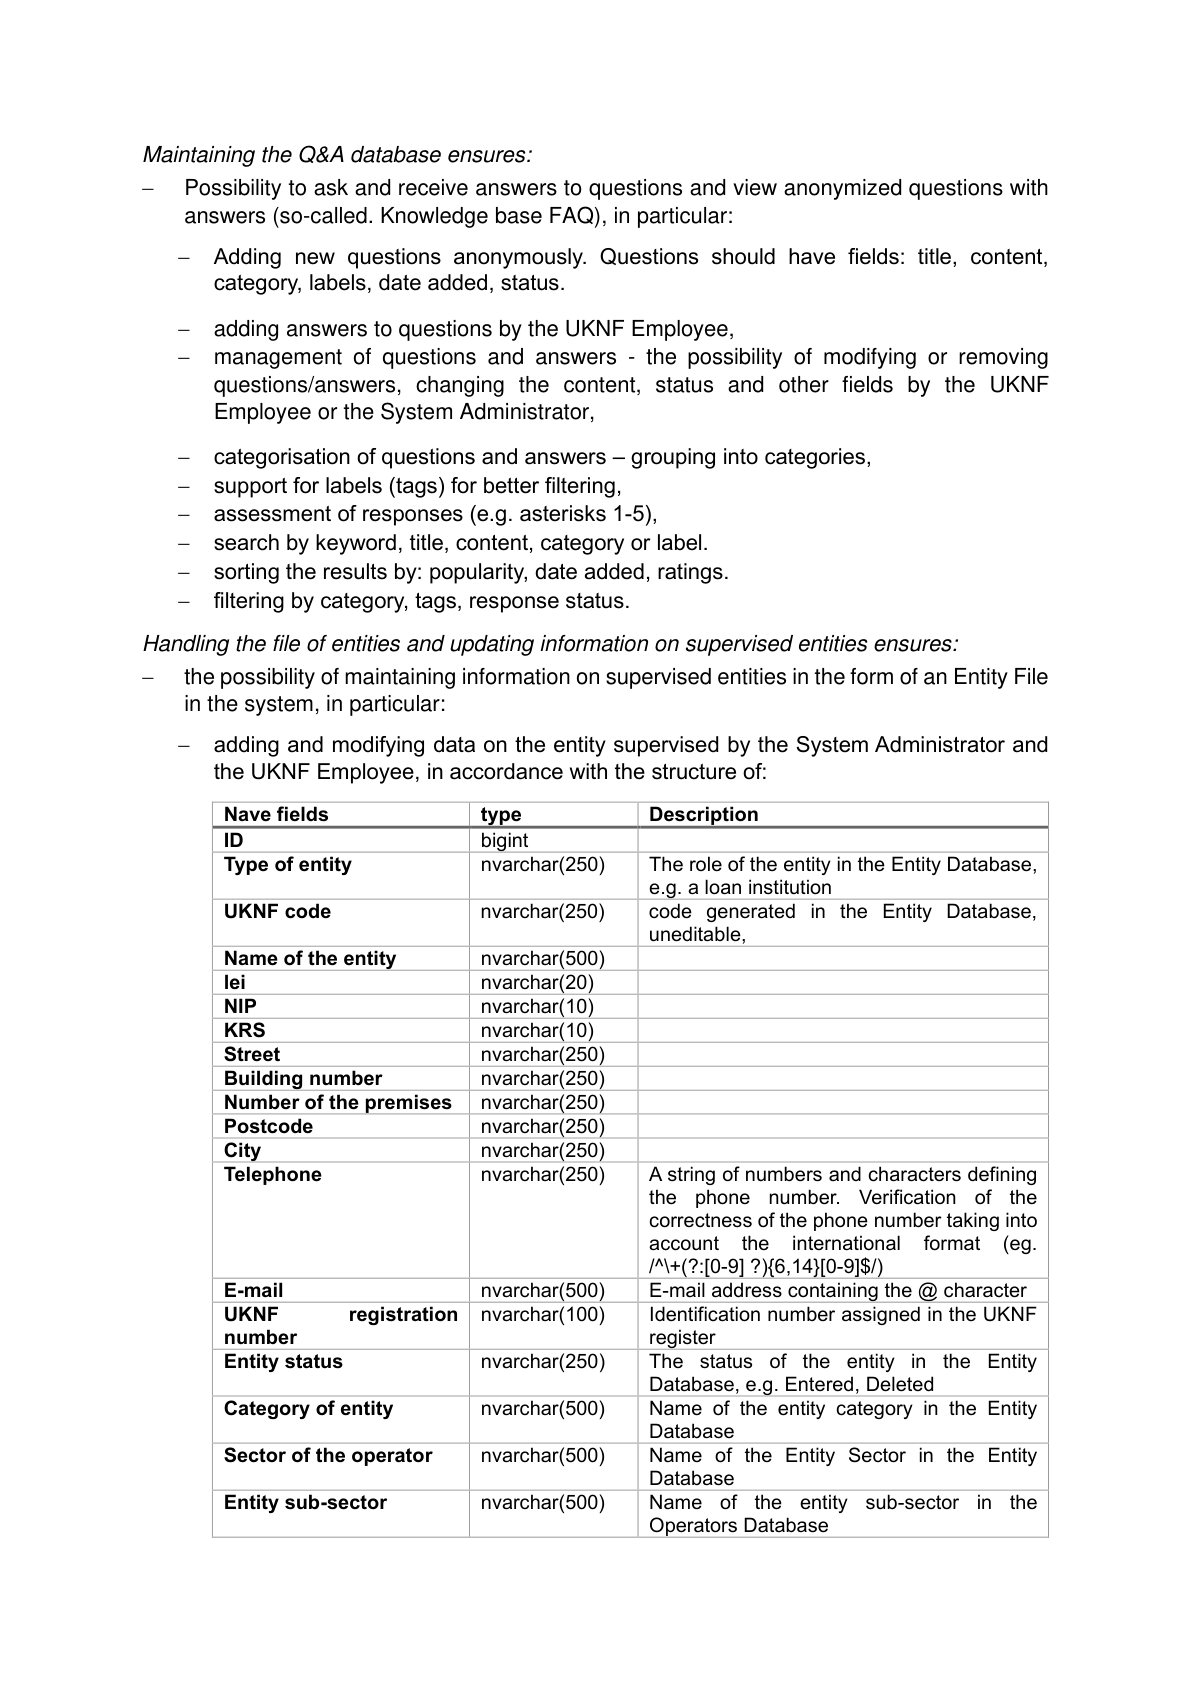 Maintaining the Q&A database ensures:
– Possibility to ask and receive answers to questions and view anonymized questions with
answers (so-called. Knowledge base FAQ), in particular:
– Adding new questions anonymously. Questions should have fields: title, content,
category, labels, date added, status.
– adding answers to questions by the UKNF Employee,
– management of questions and answers - the possibility of modifying or removing
questions/answers, changing the content, status and other fields by the UKNF
Employee or the System Administrator,
– categorisation of questions and answers – grouping into categories,
– support for labels (tags) for better filtering,
– assessment of responses (e.g. asterisks 1-5),
– search by keyword, title, content, category or label.
– sorting the results by: popularity, date added, ratings.
– filtering by category, tags, response status.
Handling the file of entities and updating information on supervised entities ensures:
– the possibility of maintaining information on supervised entities in the form of an Entity File
in the system, in particular:
– adding and modifying data on the entity supervised by the System Administrator and
the UKNF Employee, in accordance with the structure of:
Nave fields type Description
ID bigint
Type of entity nvarchar(250) The role of the entity in the Entity Database,
e.g. a loan institution
UKNF code nvarchar(250) code generated in the Entity Database,
uneditable,
Name of the entity nvarchar(500)
lei nvarchar(20)
NIP nvarchar(10)
KRS nvarchar(10)
Street nvarchar(250)
Building number nvarchar(250)
Number of the premises nvarchar(250)
Postcode nvarchar(250)
City nvarchar(250)
Telephone nvarchar(250) A string of numbers and characters defining
the phone number. Verification of the
correctness of the phone number taking into
account the international format (eg.
/^\+(?:[0-9] ?){6,14}[0-9]$/)
E-mail nvarchar(500) E-mail address containing the @ character
UKNF registration nvarchar(100) Identification number assigned in the UKNF
number register
Entity status nvarchar(250) The status of the entity in the Entity
Database, e.g. Entered, Deleted
Category of entity nvarchar(500) Name of the entity category in the Entity
Database
Sector of the operator nvarchar(500) Name of the Entity Sector in the Entity
Database
Entity sub-sector nvarchar(500) Name of the entity sub-sector in the
Operators Database